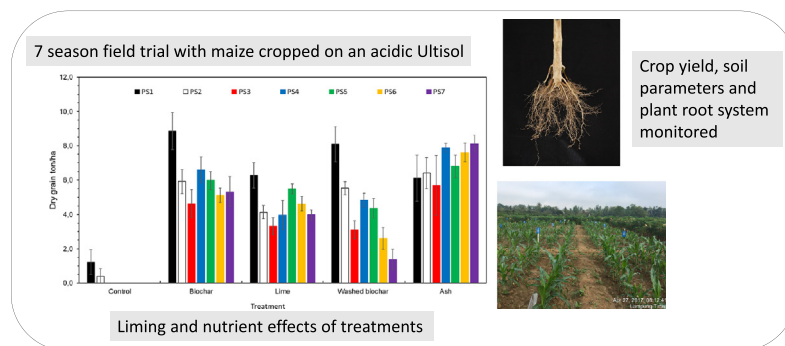 7 season field trial with maize cropped on an acidic Ultisol
12,0
10,0
8,0
6,0
4,0
2,0
0,0
Dry grain ton/ha
PS1 PS2 PS3 PS4 PS5 PS6 PS7
Control Biochar Lime Washed biochar Ash
Treatment
Liming and nutrient effects of treatments
Crop yield, soil
parameters and
plant root system
monitored